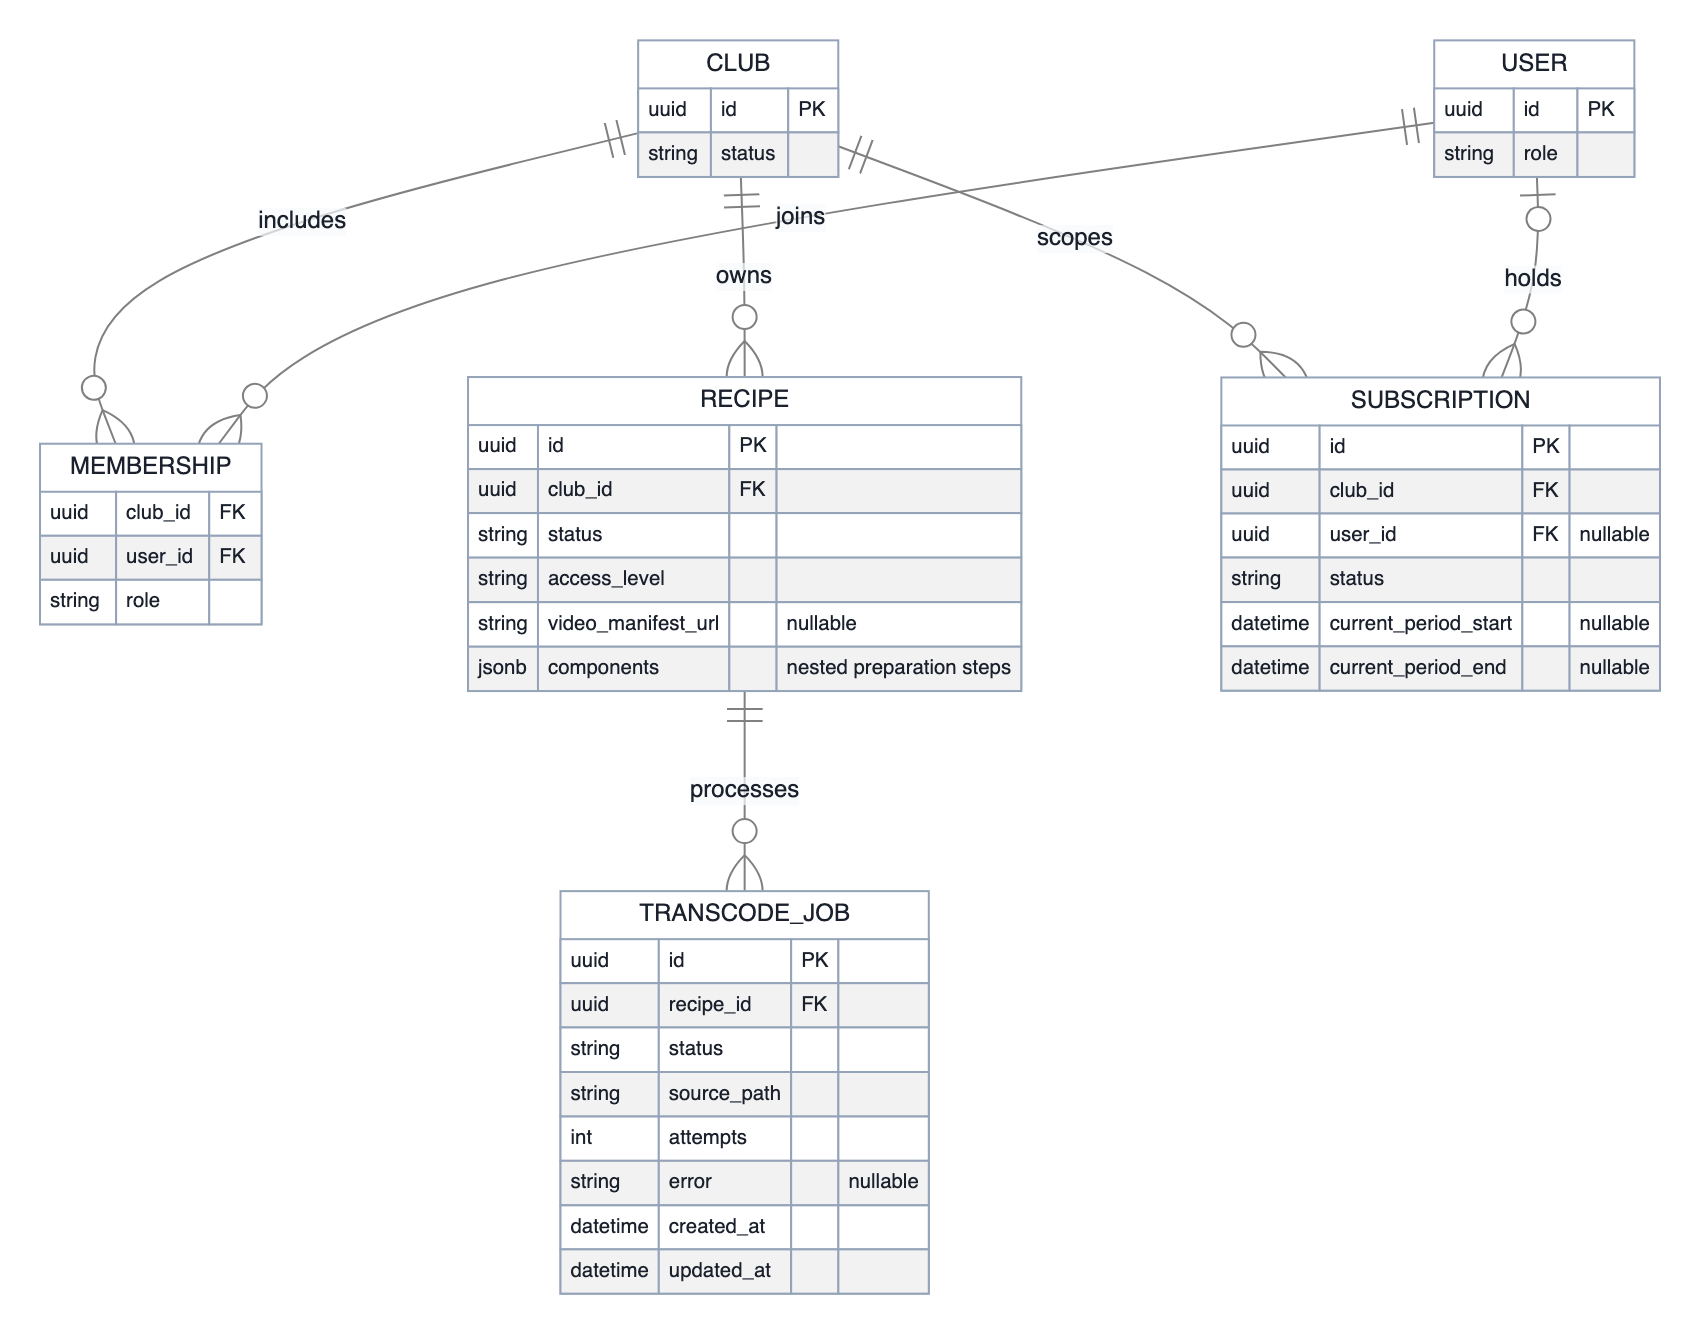 CLUB
uuid id PK
string status
USER
uuid id PK
string role
includes
joins
owns
scopes
holds
MEMBERSHIP
uuid club_id FK
uuid user_id FK
string role
RECIPE
uuid id PK
uuid club_id FK
string status
string access_level
string video_manifest_url nullable
jsonb components nested preparation steps
SUBSCRIPTION
uuid id PK
uuid club_id FK
uuid user_id FK nullable
string status
datetime current_period_start nullable
datetime current_period_end nullable
processes
TRANSCODE_JOB
uuid id PK
uuid recipe_id FK
string status
string source_path
int attempts
string error nullable
datetime created_at
datetime updated_at